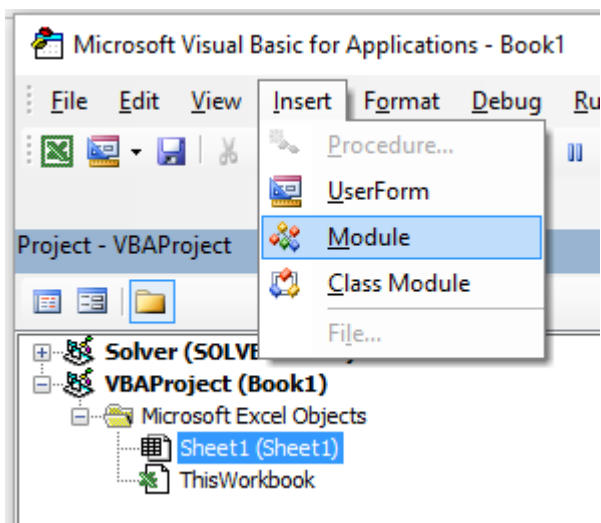 Microsoft Visual Basic for Applications - Book1
File Edit View Insert Format Debug Ru
Procedure...
UserForm
Module
Class Module
File...
Project - VBAProject
Solver (SOLVE
VBAProject (Book1)
Microsoft Excel Objects
Sheet1 (Sheet1)
ThisWorkbook